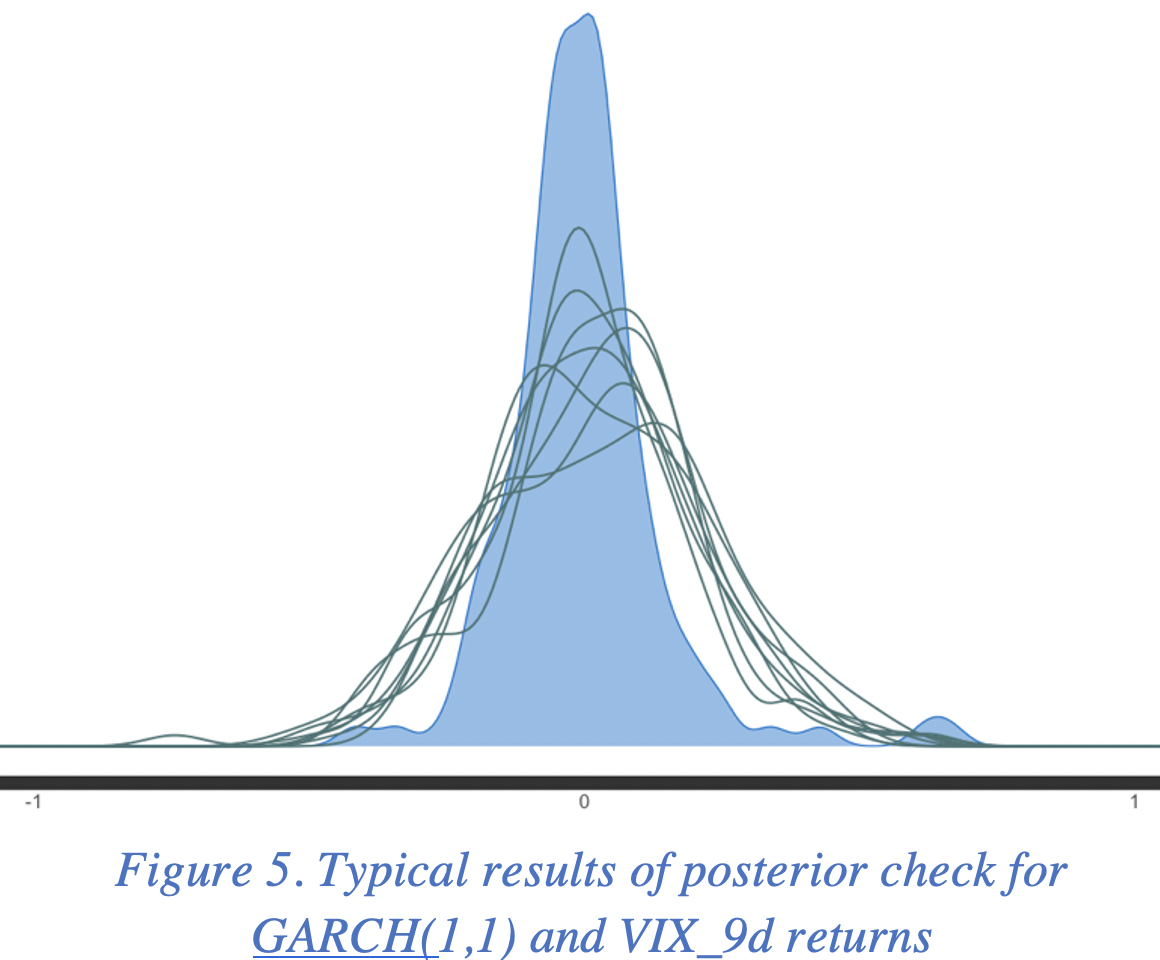 -1 0 1
Figure 5. Typical results of posterior check for
GARCH(1,1) and VIX_9d returns